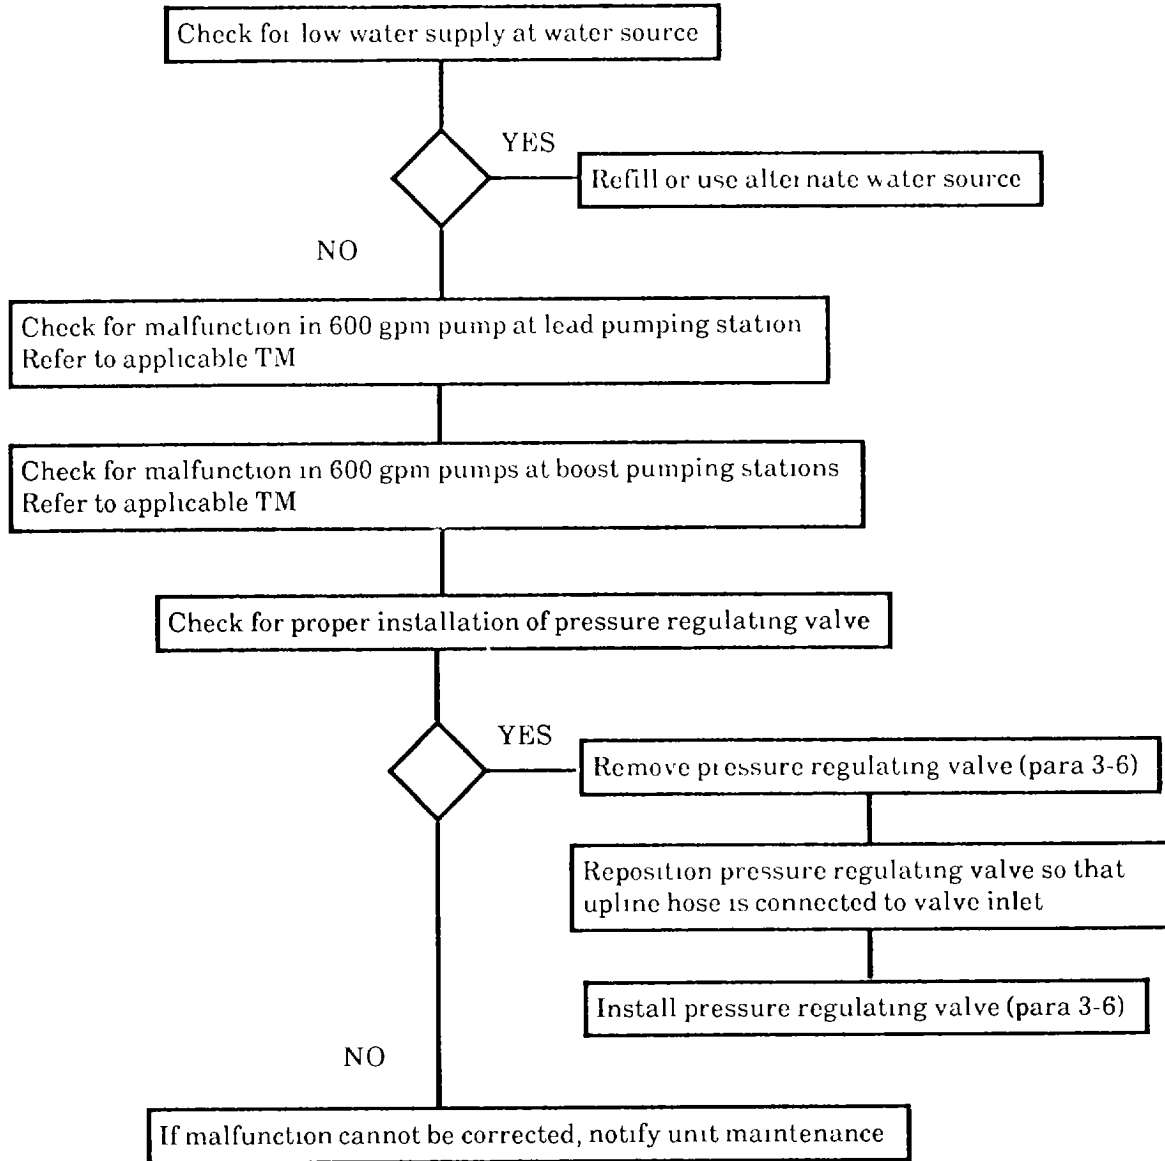 Check for low water supply at water source
YES
Refill or use alternate water source
NO
Check for malfunction in 600 gpm pump at lead pumping station
Refer to applicable TM
Check for malfunction in 600 gpm pumps at boost pumping stations
Refer to applicable TM
Check for proper installation of pressure regulating valve
YES
Remove pressure regulating valve (para 3-6)
Reposition pressure regulating valve so that
upline hose is connected to valve inlet
Install pressure regulating valve (para 3-6)
NO
If malfunction cannot be corrected, notify unit maintenance